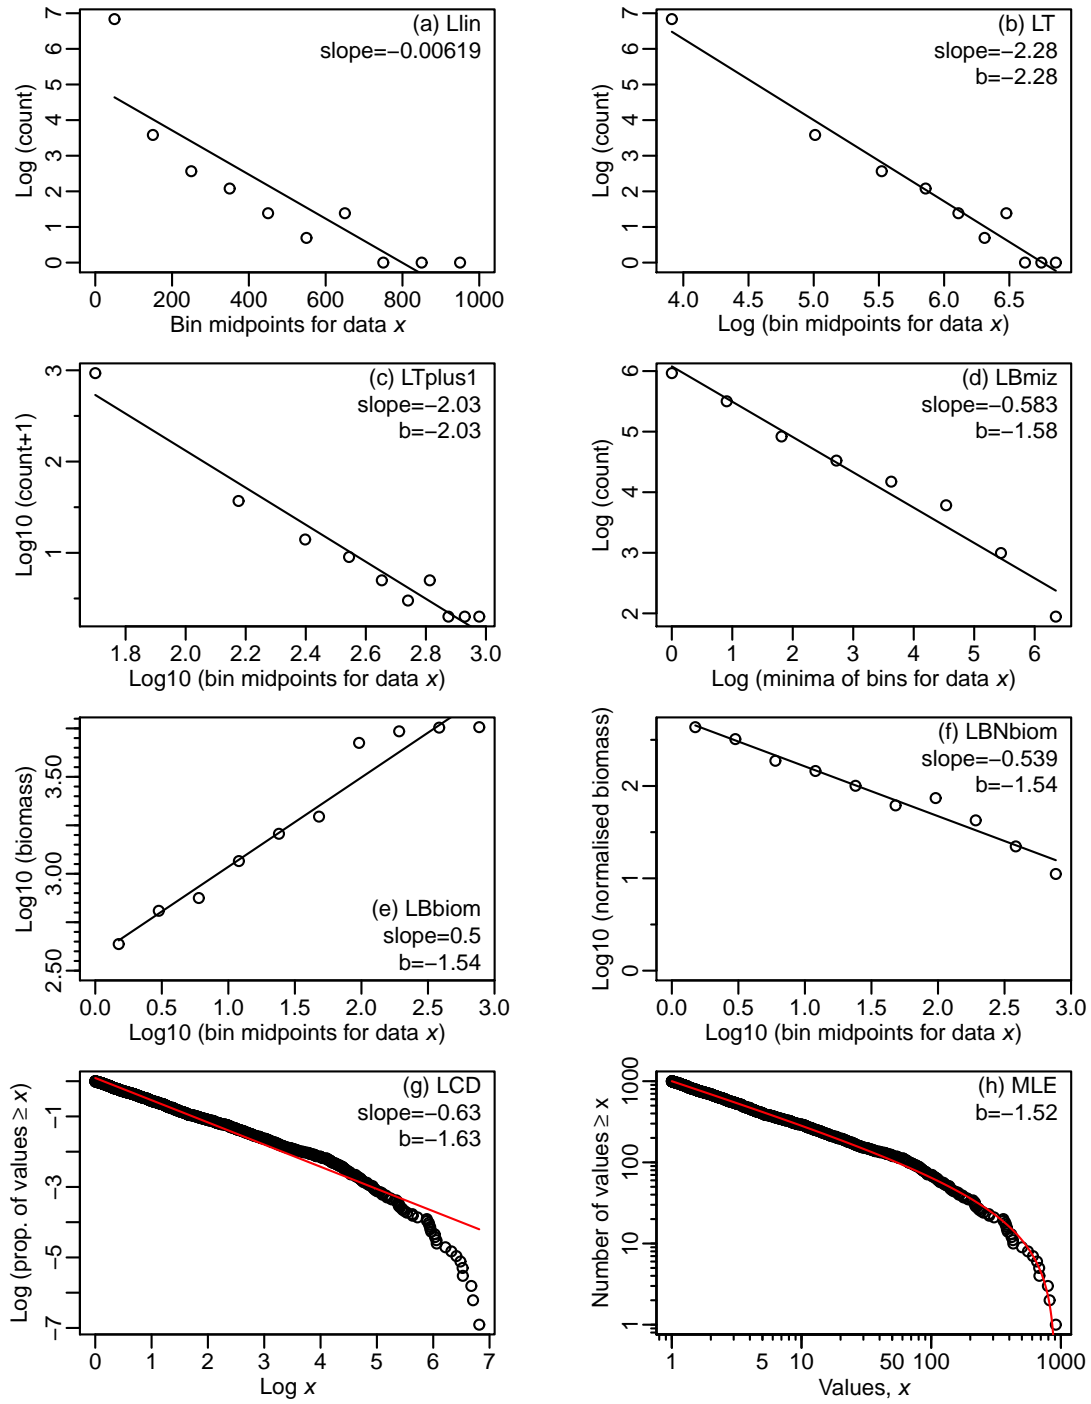 (a) Llin
slope=−0.00619
Log (count)
0 1 2 3 4 5 6 7
0 200 400 600 800 1000
Bin midpoints for data x
(b) LT
slope=−2.28
b=−2.28
Log (count)
0 1 2 3 4 5 6 7
4.0 4.5 5.0 5.5 6.0 6.5
Log (bin midpoints for data x)
(c) LTplus1
slope=−2.03
b=−2.03
Log10 (count+1)
1 2 3
1.8 2.0 2.2 2.4 2.6 2.8 3.0
Log10 (bin midpoints for data x)
(d) LBmiz
slope=−0.583
b=−1.58
Log (count)
2 3 4 5 6
0 1 2 3 4 5 6
Log (minima of bins for data x)
(e) LBbiom
slope=0.5
b=−1.54
Log10 (biomass)
2.50 3.00 3.50
0.0 0.5 1.0 1.5 2.0 2.5 3.0
Log10 (bin midpoints for data x)
(f) LBNbiom
slope=−0.539
b=−1.54
Log10 (normalised biomass)
0 1 2
0.0 0.5 1.0 1.5 2.0 2.5 3.0
Log10 (bin midpoints for data x)
(g) LCD
slope=−0.63
b=−1.63
Log (prop. of values ≥ x)
−7 −5 −3 −1
0 1 2 3 4 5 6 7
Log x
(h) MLE
b=−1.52
Number of values ≥ x
1 10 100 1000
1 5 10 50 100 1000
Values, x